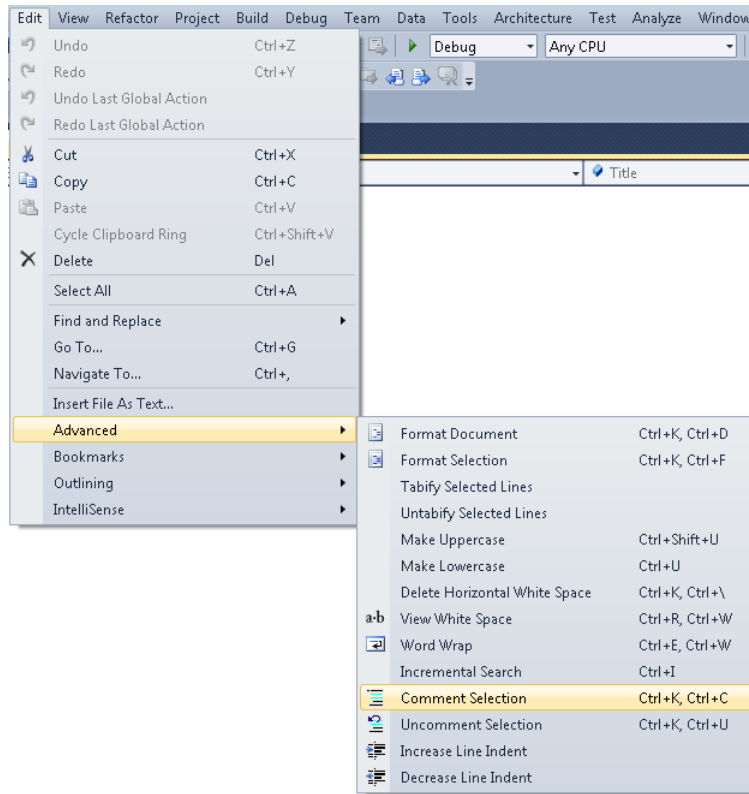 Edit View Refactor Project Build Debug Team Data Tools Architecture Test Analyze Window
Debug Any CPU
Title
Undo Ctrl+Z
Redo Ctrl+Y
Undo Last Global Action
Redo Last Global Action
Cut Ctrl+X
Copy Ctrl+C
Paste Ctrl+V
Cycle Clipboard Ring Ctrl+Shift+V
Delete Del
Select All Ctrl+A
Find and Replace
Go To... Ctrl+G
Navigate To... Ctrl+,
Insert File As Text...
Advanced
Bookmarks
Outlining
IntelliSense
Format Document Ctrl+K, Ctrl+D
Format Selection Ctrl+K, Ctrl+F
Tabify Selected Lines
Untabify Selected Lines
Make Uppercase Ctrl+Shift+U
Make Lowercase Ctrl+U
Delete Horizontal White Space Ctrl+K, Ctrl+\
a·b View White Space Ctrl+R, Ctrl+W
Word Wrap Ctrl+E, Ctrl+W
Incremental Search Ctrl+I
Comment Selection Ctrl+K, Ctrl+C
Uncomment Selection Ctrl+K, Ctrl+U
Increase Line Indent
Decrease Line Indent